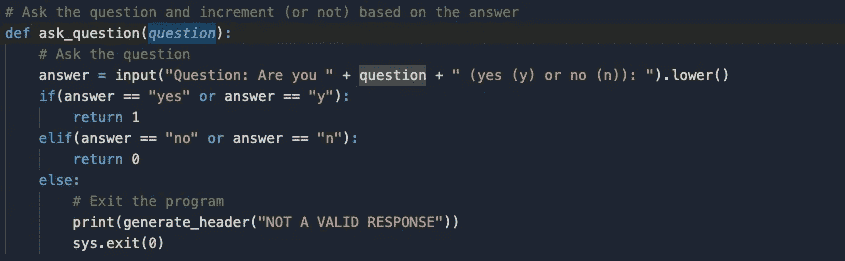 # Ask the question and increment (or not) based on the answer
def ask_question(question):
    # Ask the question
    answer = input("Question: Are you " + question + " (yes (y) or no (n)): ").lower()
    if(answer == "yes" or answer == "y"):
        return 1
    elif(answer == "no" or answer == "n"):
        return 0
    else:
        # Exit the program
        print(generate_header("NOT A VALID RESPONSE"))
        sys.exit(0)